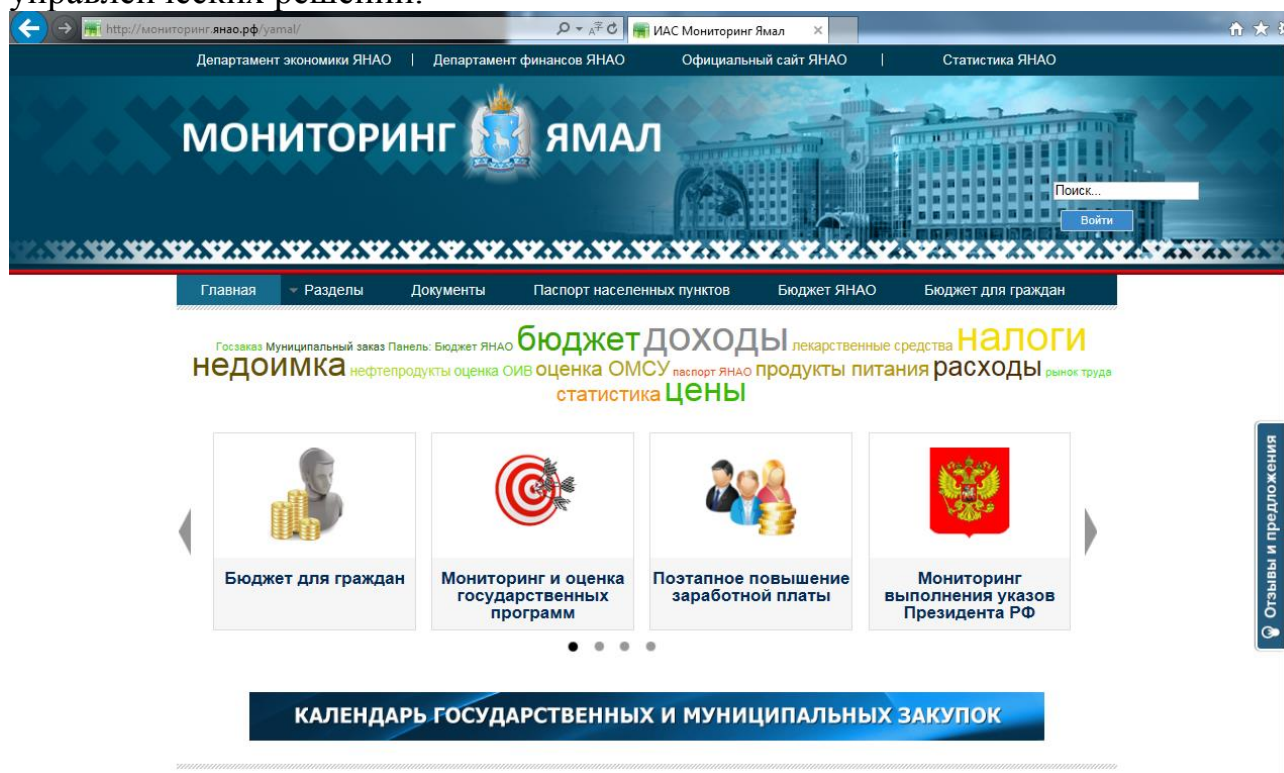 управленческих решений.
http://мониторинг.янао.рф/yamal/
ИАС Мониторинг Ямал
Департамент экономики ЯНАО | Департамент финансов ЯНАО Официальный сайт ЯНАО | Статистика ЯНАО
МОНИТОРИНГ ЯМАЛ
Поиск...
Войти
Главная Разделы Документы Паспорт населенных пунктов Бюджет ЯНАО Бюджет для граждан
Госзаказ Муниципальный заказ Панель: Бюджет ЯНАО бюджет доходы лекарственные средства налоги
недоимка нефтепродукты оценка ОИВ оценка ОМСУ паспорт ЯНАО продукты питания расходы рынок труда
статистика цены
Бюджет для граждан
Мониторинг и оценка
государственных
программ
Поэтапное повышение
заработной платы
Мониторинг
выполнения указов
Президента РФ
Отзывы и предложения
КАЛЕНДАРЬ ГОСУДАРСТВЕННЫХ И МУНИЦИПАЛЬНЫХ ЗАКУПОК